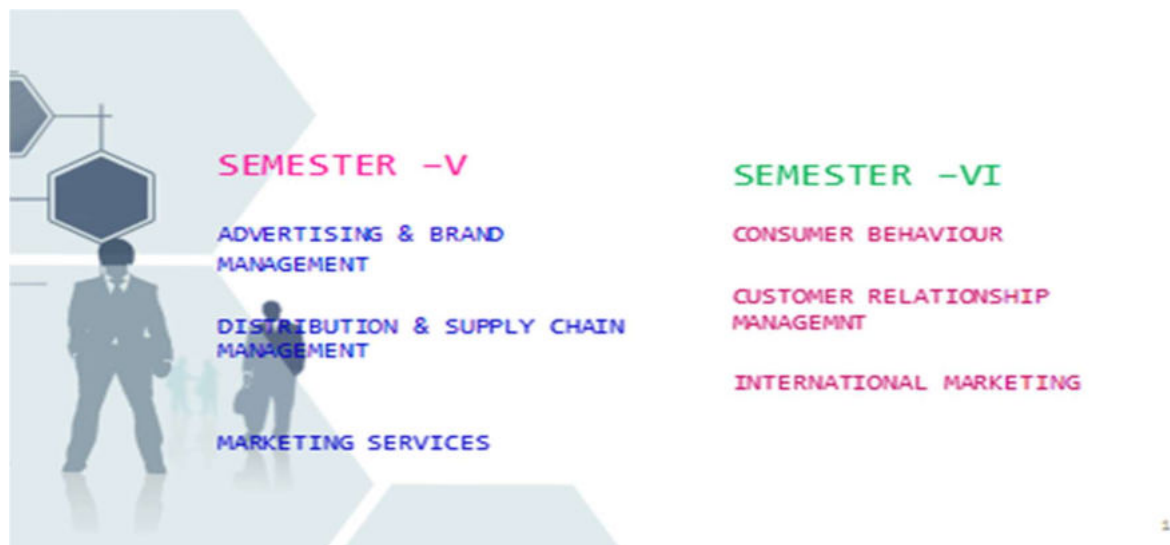 SEMESTER –V
ADVERTISING & BRAND
MANAGEMENT
DISTRIBUTION & SUPPLY CHAIN
MANAGEMENT
MARKETING SERVICES
SEMESTER –VI
CONSUMER BEHAVIOUR
CUSTOMER RELATIONSHIP
MANAGEMNT
INTERNATIONAL MARKETING